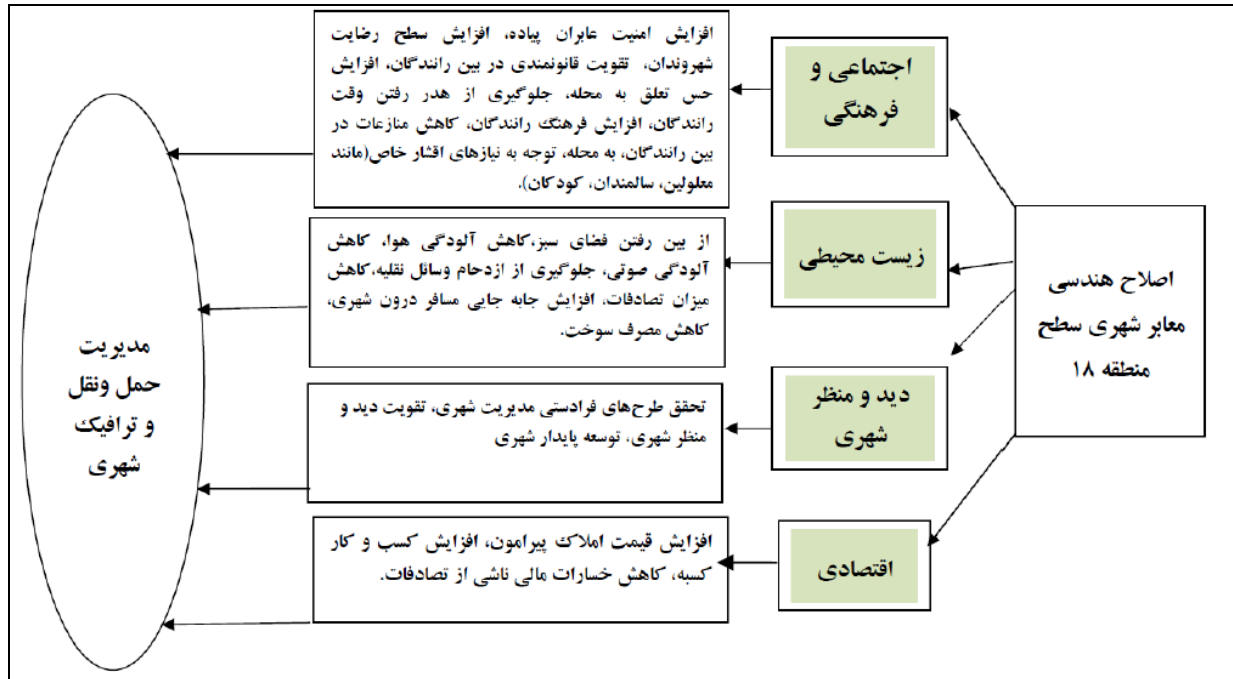 اصلاح هندسی
معابر شهری سطح
منطقه ۱۸
اجتماعی و
فرهنگی
افزایش امنیت عابران پیاده، افزایش سطح رضایت
شهروندان، تقویت قانونمندی در بین رانندگان، افزایش
حس تعلق به محله، جلوگیری از هدر رفتن وقت
رانندگان، افزایش فرهنگ رانندگان، کاهش منازعات در
بین رانندگان، به محله، توجه به نیازهای اقشار خاص(مانند
معلولین، سالمندان، کودکان).
زیست محیطی
از بین رفتن فضای سبز،کاهش آلودگی هوا، کاهش
آلودگی صوتی، جلوگیری از ازدحام وسائل نقلیه،کاهش
میزان تصادفات، افزایش جابه جایی مسافر درون شهری،
کاهش مصرف سوخت.
دید و منظر
شهری
تحقق طرح‌های فرادستی مدیریت شهری، تقویت دید و
منظر شهری، توسعه پایدار شهری
اقتصادی
افزایش قیمت املاک پیرامون، افزایش کسب و کار
کسبه، کاهش خسارات مالی ناشی از تصادفات.
مدیریت
حمل ونقل
و ترافیک
شهری